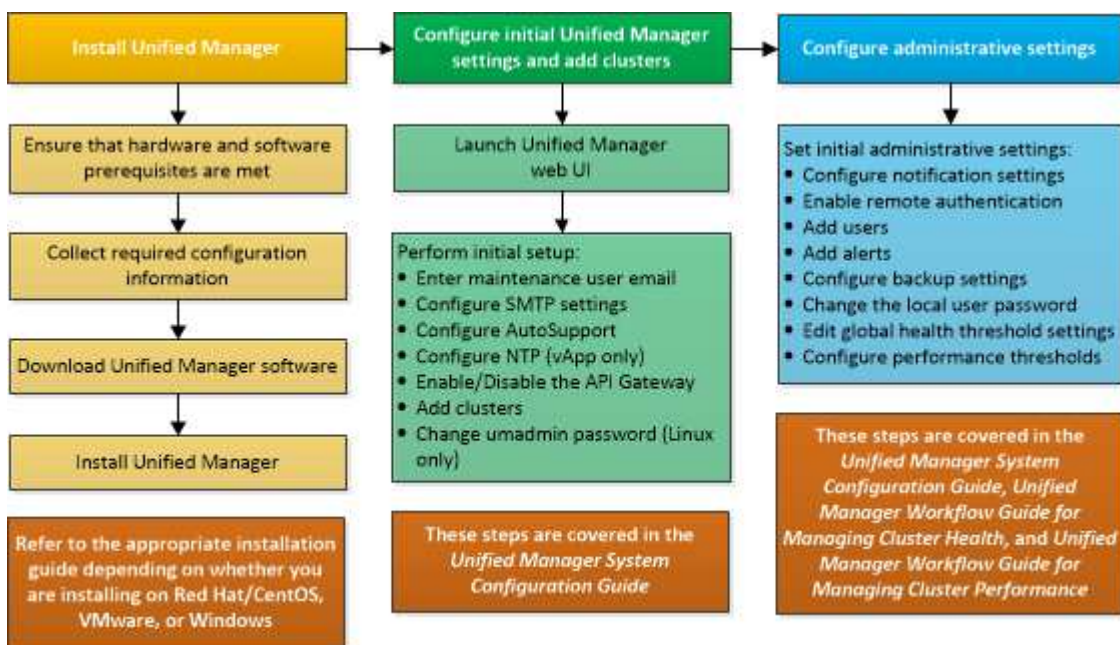 Install Unified Manager
Ensure that hardware and software
prerequisites are met
Collect required configuration
information
Download Unified Manager software
Install Unified Manager
Refer to the appropriate installation
guide depending on whether you
are installing on Red Hat/CentOS,
VMware, or Windows
Configure initial Unified Manager
settings and add clusters
Launch Unified Manager
web UI
Perform initial setup:
• Enter maintenance user email
• Configure SMTP settings
• Configure AutoSupport
• Configure NTP (vApp only)
• Enable/Disable the API Gateway
• Add clusters
• Change umadmin password (Linux
only)
These steps are covered in the
Unified Manager System
Configuration Guide
Configure administrative settings
Set initial administrative settings:
• Configure notification settings
• Enable remote authentication
• Add users
• Add alerts
• Configure backup settings
• Change the local user password
• Edit global health threshold settings
• Configure performance thresholds
These steps are covered in the
Unified Manager System
Configuration Guide, Unified
Manager Workflow Guide for
Managing Cluster Health, and Unified
Manager Workflow Guide for
Managing Cluster Performance